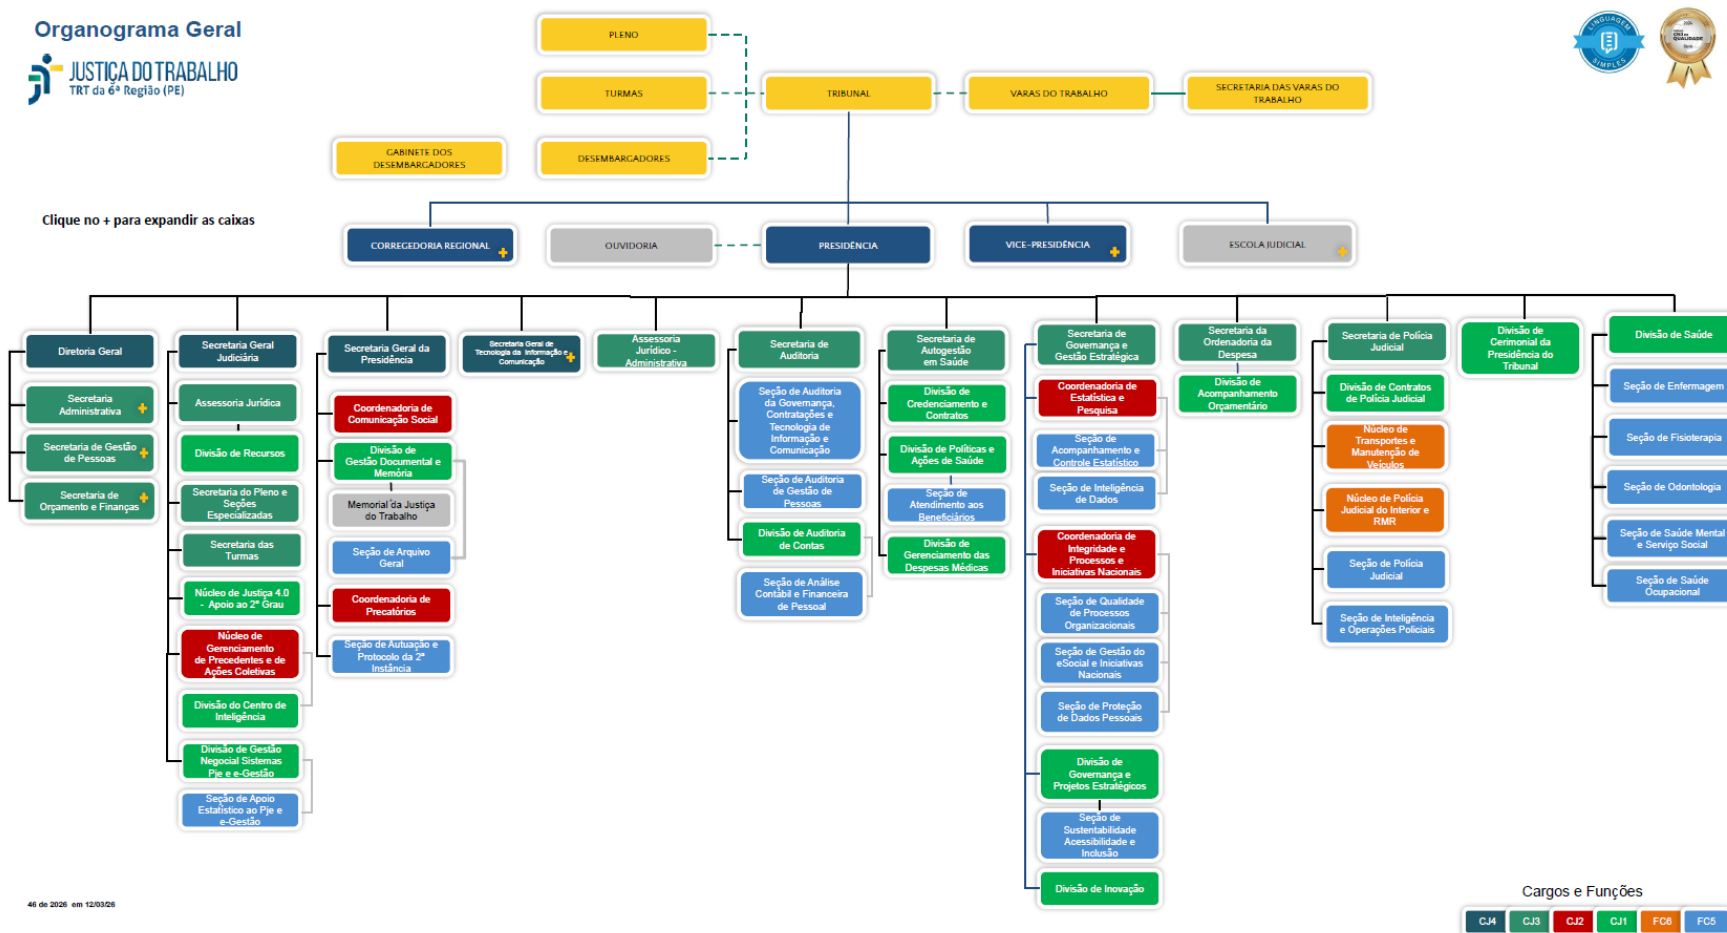 Organograma Geral
JUSTIÇA DO TRABALHO
TRT da 6ª Região (PE)
LINGUAGEM
SIMPLES
QUALIDADE
PLENO
TURMAS
TRIBUNAL
VARAS DO TRABALHO
SECRETARIA DAS VARAS DO
TRABALHO
GABINETE DOS
DESEMBARGADORES
DESEMBARGADORES
Clique no + para expandir as caixas
CORREGEDORIA REGIONAL
OUVIDORIA
PRESIDÊNCIA
VICE-PRESIDÊNCIA
ESCOLA JUDICIAL
Diretoria Geral
Secretaria
Administrativa
Secretaria de Gestão
de Pessoas
Secretaria de
Orçamento e Finanças
Secretaria Geral
Judiciária
Assessoria Jurídica
Divisão de Recursos
Secretaria do Pleno e
Seções
Especializadas
Secretaria das
Turmas
Núcleo de Justiça 4.0
- Apoio ao 2º Grau
Núcleo de
Gerenciamento
de Precedentes e de
Ações Coletivas
Divisão do Centro de
Inteligência
Divisão de Gestão
Negocial Sistemas
Pje e e-Gestão
Seção de Apoio
Estatístico ao Pje e
e-Gestão
Secretaria Geral da
Presidência
Coordenadoria de
Comunicação Social
Divisão de
Gestão Documental e
Memória
Memorial da Justiça
do Trabalho
Seção de Arquivo
Geral
Coordenadoria de
Precatórios
Seção de Autuação e
Protocolo da 2ª
Instância
Secretaria Geral de
Tecnologia da Informação e
Comunicação
Assessoria
Jurídico -
Administrativa
Secretaria de
Auditoria
Seção de Auditoria
da Governança,
Contratações e
Tecnologia de
Informação e
Comunicação
Seção de Auditoria
de Gestão de
Pessoas
Divisão de Auditoria
de Contas
Seção de Análise
Contábil e Financeira
de Pessoal
Secretaria de
Autogestão
em Saúde
Divisão de
Credenciamento e
Contratos
Divisão de Políticas e
Ações de Saúde
Seção de
Atendimento aos
Beneficiários
Divisão de
Gerenciamento das
Despesas Médicas
Secretaria de
Governança e
Gestão Estratégica
Coordenadoria de
Estatística e
Pesquisa
Seção de
Acompanhamento e
Controle Estatístico
Seção de Inteligência
de Dados
Coordenadoria de
Integridade e
Processos e
Iniciativas Nacionais
Seção de Qualidade
de Processos
Organizacionais
Seção de Gestão do
eSocial e Iniciativas
Nacionais
Seção de Proteção
de Dados Pessoais
Divisão de
Governança e
Projetos Estratégicos
Seção de
Sustentabilidade
Acessibilidade e
Inclusão
Divisão de Inovação
Secretaria da
Ordenadoria da
Despesa
Divisão de
Acompanhamento
Orçamentário
Secretaria de Polícia
Judicial
Divisão de Contratos
de Polícia Judicial
Núcleo de
Transportes e
Manutenção de
Veículos
Núcleo de Polícia
Judicial do Interior e
RMR
Seção de Polícia
Judicial
Seção de Inteligência
e Operações Policiais
Divisão de
Cerimonial da
Presidência do
Tribunal
Divisão de Saúde
Seção de Enfermagem
Seção de Fisioterapia
Seção de Odontologia
Seção de Saúde Mental
e Serviço Social
Seção de Saúde
Ocupacional
46 de 2026 em 12/03/26
Cargos e Funções
CJ4 CJ3 CJ2 CJ1 FC6 FC5